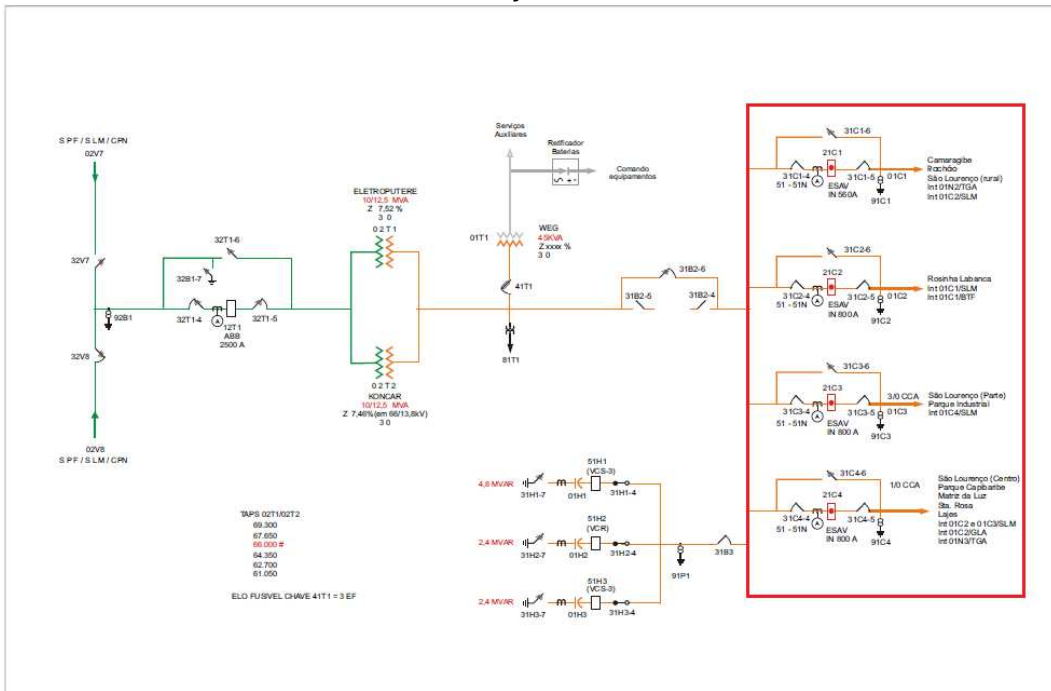 S PF / S LM / CPN
02V7
32V7
92B1
32V8
02V8
S PF / S LM / CPN
32T1-6
32B1-7
32T1-4
32T1-5
A
12T1
ABB
2500 A
ELETROPUTERE
10/12,5 MVA
Z 7,52 %
3 0
0 2 T 1
0 2 T 2
KONCAR
10/12,5 MVA
Z 7,46%(em 66/13,8kV)
3 0
Serviços
Auxiliares
Retificador
Baterias
Comando
equipamentos
01T1
WEG
45KVA
Z xxxx %
3 0
41T1
81T1
31B2-6
31B2-5
31B2-4
31C1-6
21C1
31C1-4
31C1-5
01C1
51 - 51N
A
ESAV
IN 560A
91C1
Camaragibe
Rochão
São Lourenço (rural)
Int 01N2/TGA
Int 01C2/SLM
31C2-6
21C2
31C2-4
31C2-5
01C2
51 - 51N
A
ESAV
IN 800 A
91C2
Rosinha Labanca
Int 01C1/SLM
Int 01C1/BTF
31C3-6
21C3
3/0 CCA
31C3-4
31C3-5
01C3
51 - 51N
A
ESAV
IN 800 A
91C3
São Lourenço (Parte)
Parque Industrial
Int 01C4/SLM
31C4-6
21C4
1/0 CCA
31C4-4
31C4-5
51 - 51N
A
ESAV
IN 800 A
91C4
São Lourenço (Centro)
Parque Capibaribe
Matriz da Luz
Sta. Rosa
Lajes
Int 01C2 e 01C3/SLM
Int 01C2/GLA
Int 01N3/TGA
51H1
(VCS-3)
4,8 MVAR
31H1-7
01H1
31H1-4
51H2
(VCR)
2,4 MVAR
31H2-7
01H2
31H2-4
51H3
(VCS-3)
2,4 MVAR
31H3-7
01H3
31H3-4
91P1
31B3
TAPS 02T1/02T2
69.300
67.650
66.000 #
64.350
62.700
61.050
ELO FUSIVEL CHAVE 41T1 = 3 EF